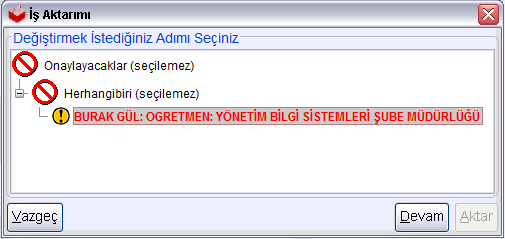 İş Aktarımı
Değiştirmek İstediğiniz Adımı Seçiniz
Onaylayacaklar (seçilemez)
Herhangibiri (seçilemez)
BURAK GÜL: OGRETMEN: YÖNETİM BİLGİ SİSTEMLERİ ŞUBE MÜDÜRLÜĞÜ
Vazgeç Devam Aktar